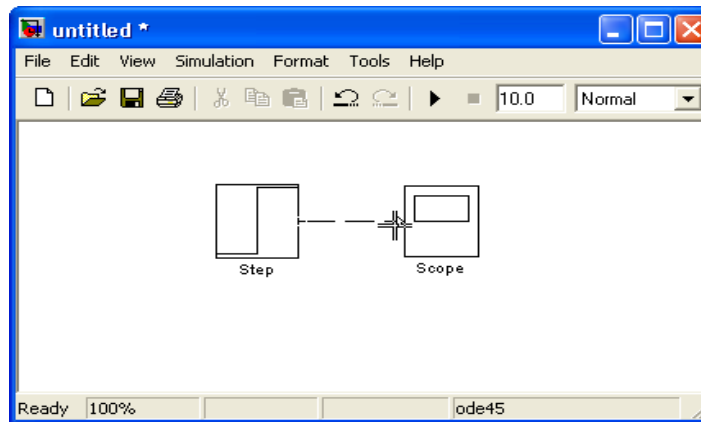 untitled *
File Edit View Simulation Format Tools Help
10.0 Normal
Step
Scope
Ready 100% ode45